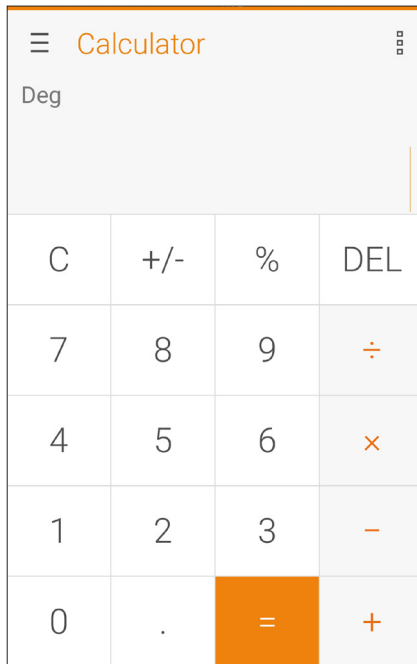 Calculator
Deg
C +/- % DEL
7 8 9 ÷
4 5 6 ×
1 2 3 −
0 . = +